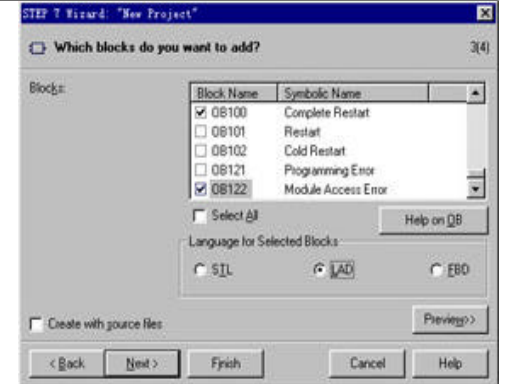 STEP 7 Wizard: "New Project"
Which blocks do you want to add? 3(4)
Blocks:
Block Name Symbolic Name
OB100 Complete Restart
OB101 Restart
OB102 Cold Restart
OB121 Programming Error
OB122 Module Access Error
Select All
Help on OB
Language for Selected Blocks
STL LAD FBD
Create with source files
Preview>>
< Back Next > Finish Cancel Help